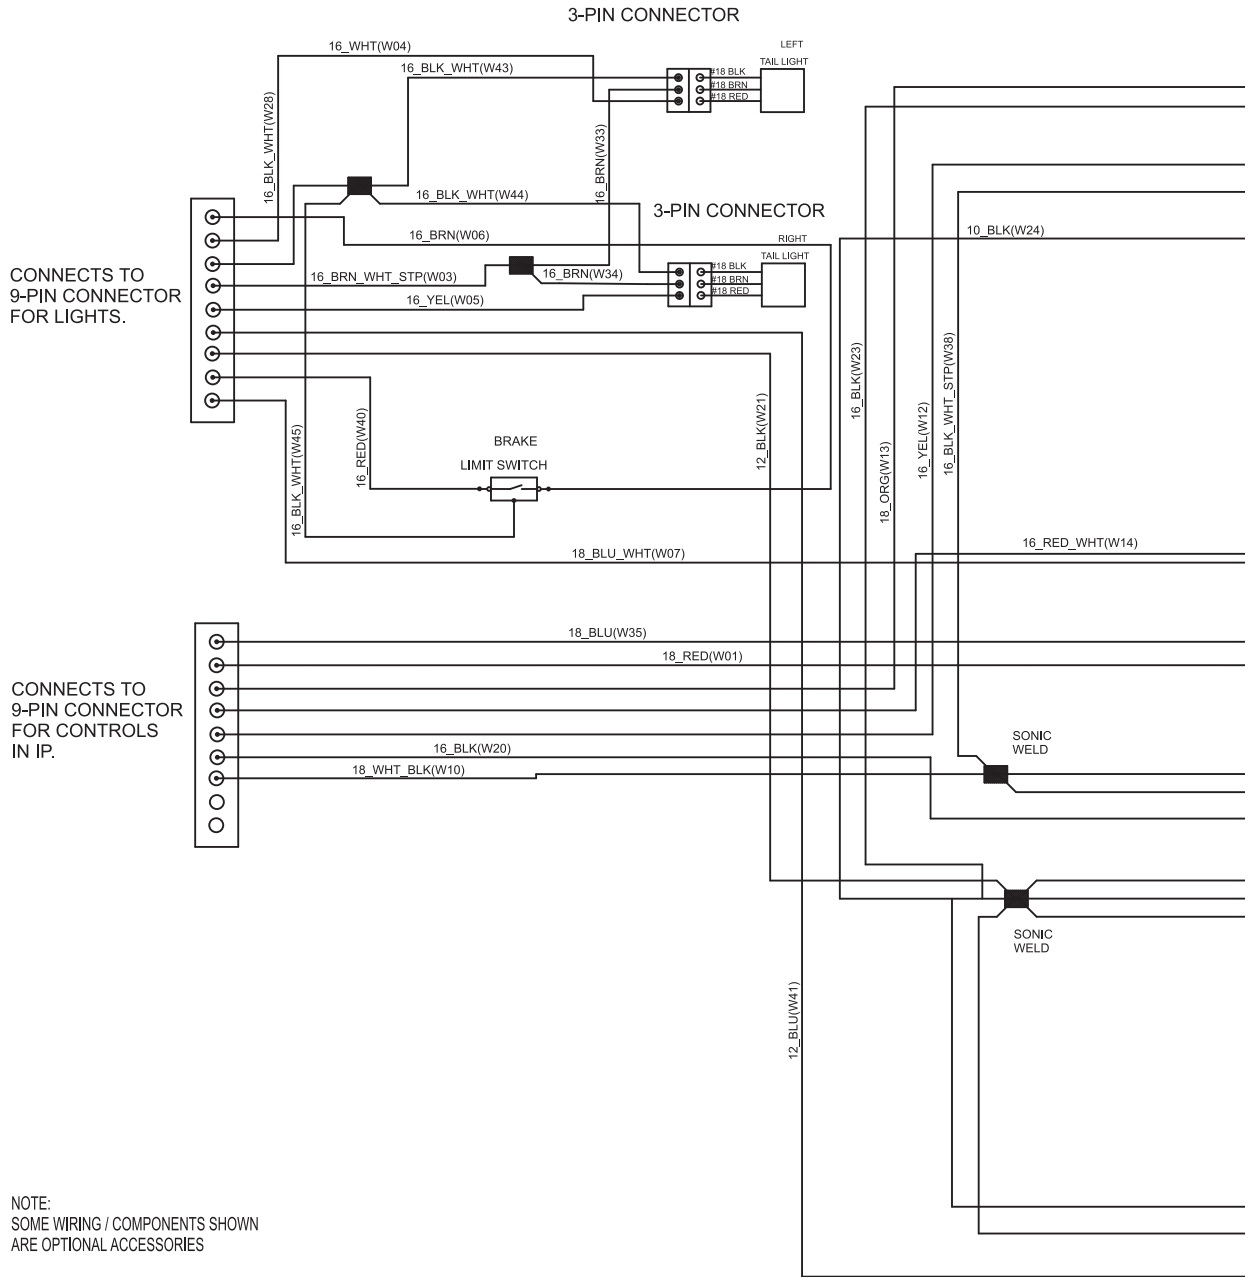 3-PIN CONNECTOR
16_WHT(W04)
LEFT
TAIL LIGHT
16_BLK_WHT(W43)
#18 BLK
#18 BRN
#18 RED
16_BLK_WHT(W28)
16_BRN(W33)
16_BLK_WHT(W44)
3-PIN CONNECTOR
16_BRN(W06)
RIGHT
TAIL LIGHT
10_BLK(W24)
CONNECTS TO
9-PIN CONNECTOR
FOR LIGHTS.
16_BRN_WHT_STP(W03)
16_BRN(W34)
#18 BLK
#18 BRN
#18 RED
16_YEL(W05)
16_BLK_WHT(W45)
16_RED(W40)
BRAKE
LIMIT SWITCH
12_BLK(W21)
16_BLK(W23)
18_ORG(W13)
16_YEL(W12)
16_BLK_WHT_STP(W38)
16_RED_WHT(W14)
18_BLU_WHT(W07)
18_BLU(W35)
18_RED(W01)
CONNECTS TO
9-PIN CONNECTOR
FOR CONTROLS
IN IP.
16_BLK(W20)
18_WHT_BLK(W10)
SONIC
WELD
SONIC
WELD
12_BLU(W41)
NOTE:
SOME WIRING / COMPONENTS SHOWN
ARE OPTIONAL ACCESSORIES